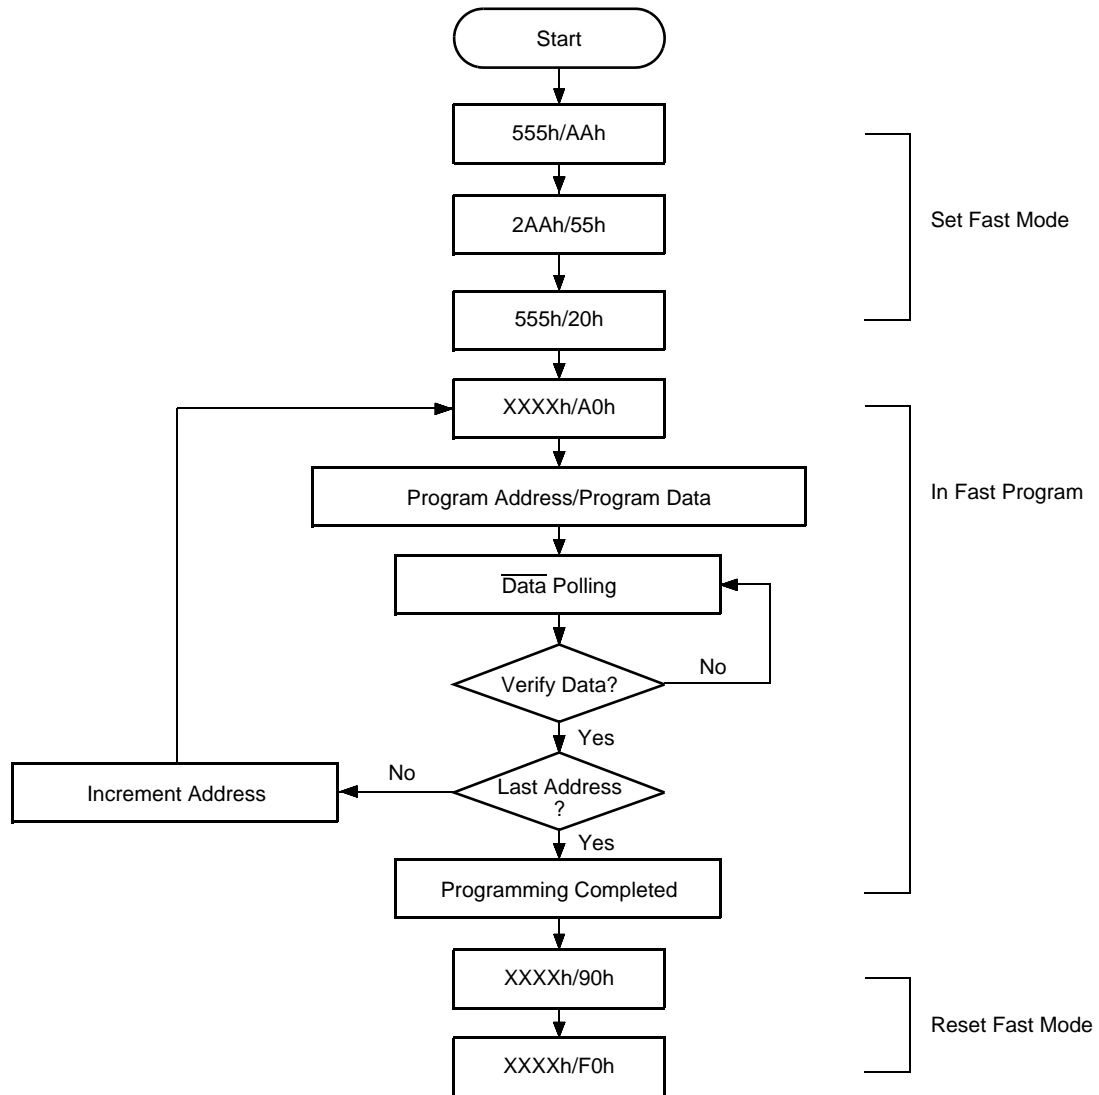 Start
555h/AAh
2AAh/55h
Set Fast Mode
555h/20h
XXXXh/A0h
Program Address/Program Data
In Fast Program
Data Polling
Verify Data?
No
Yes
Increment Address
No
Last Address
?
Yes
Programming Completed
XXXXh/90h
Reset Fast Mode
XXXXh/F0h